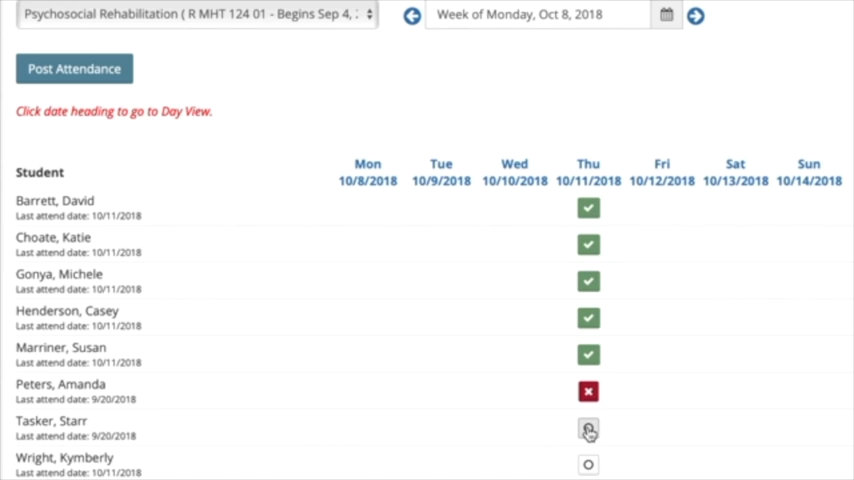 Psychosocial Rehabilitation ( R MHT 124 01 - Begins Sep 4, :
Week of Monday, Oct 8, 2018
Post Attendance
Click date heading to go to Day View.
Student Mon Tue Wed Thu Fri Sat Sun
10/8/2018 10/9/2018 10/10/2018 10/11/2018 10/12/2018 10/13/2018 10/14/2018
Barrett, David
Last attend date: 10/11/2018
Choate, Katie
Last attend date: 10/11/2018
Gonya, Michele
Last attend date: 10/11/2018
Henderson, Casey
Last attend date: 10/11/2018
Marriner, Susan
Last attend date: 10/11/2018
Peters, Amanda
Last attend date: 9/20/2018
Tasker, Starr
Last attend date: 9/20/2018
Wright, Kymberly
Last attend date: 10/11/2018